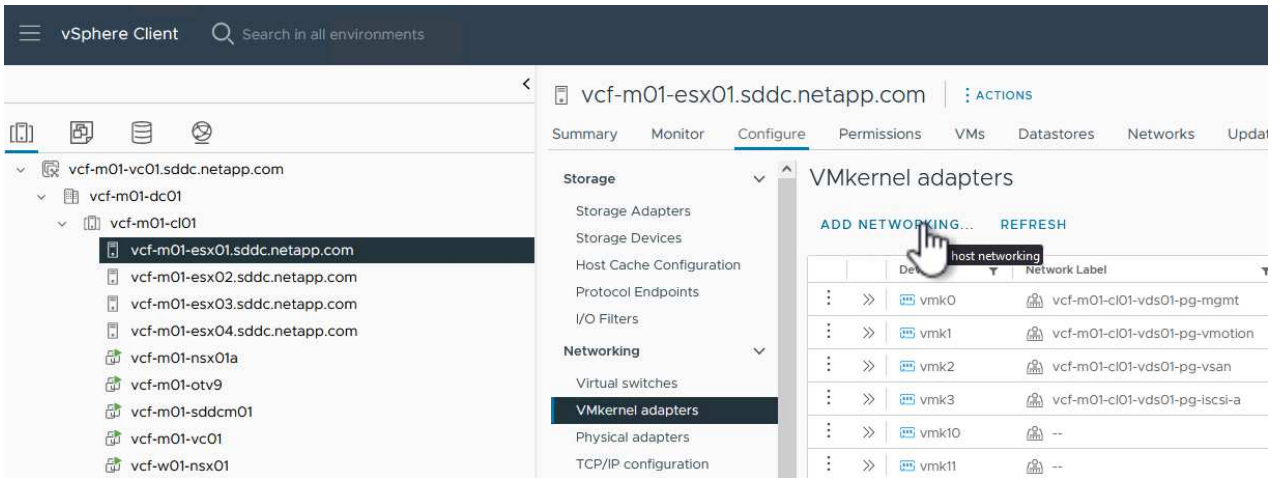 vSphere Client
Search in all environments
vcf-m01-vc01.sddc.netapp.com
vcf-m01-dc01
vcf-m01-cl01
vcf-m01-esx01.sddc.netapp.com
vcf-m01-esx02.sddc.netapp.com
vcf-m01-esx03.sddc.netapp.com
vcf-m01-esx04.sddc.netapp.com
vcf-m01-nsx01a
vcf-m01-otv9
vcf-m01-sddcm01
vcf-m01-vc01
vcf-w01-nsx01
vcf-m01-esx01.sddc.netapp.com
ACTIONS
Summary Monitor Configure Permissions VMs Datastores Networks Updat
Storage
Storage Adapters
Storage Devices
Host Cache Configuration
Protocol Endpoints
I/O Filters
Networking
Virtual switches
VMkernel adapters
Physical adapters
TCP/IP configuration
VMkernel adapters
ADD NETWORKING... REFRESH
host networking
Network Label
vmk0 vcf-m01-cl01-vds01-pg-mgmt
vmk1 vcf-m01-cl01-vds01-pg-vmotion
vmk2 vcf-m01-cl01-vds01-pg-vsan
vmk3 vcf-m01-cl01-vds01-pg-iscsi-a
vmk10 --
vmk11 --